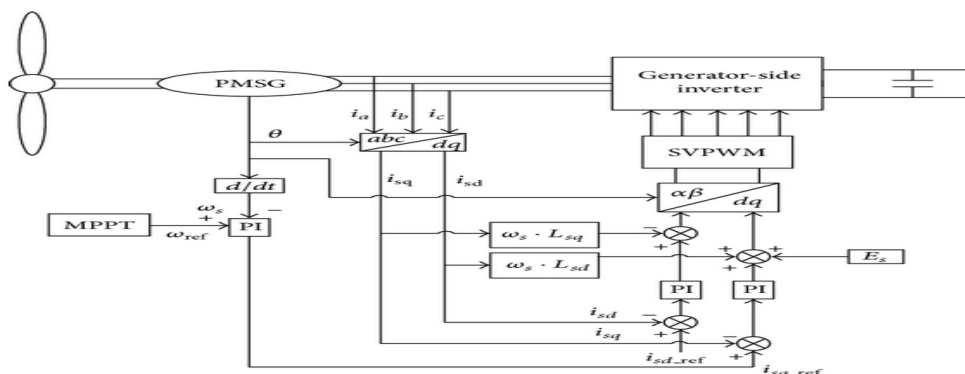 PMSG
Generator-side
inverter
i_a i_b i_c
θ
abc
dq
SVPWM
i_sq i_sd
d/dt
αβ
dq
ω_s
−
MPPT
+
ω_ref
PI
ω_s · L_sq
−
+
ω_s · L_sd
+
+
+
E_s
PI
PI
i_sd
−
+
i_sq
−
+
i_sd_ref
i_sq_ref